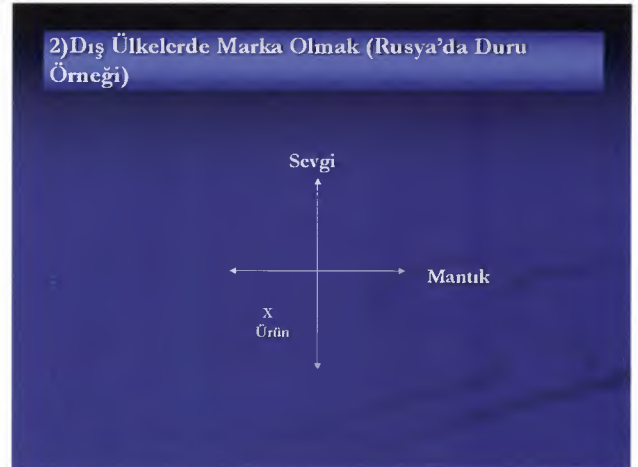 2)Dış Ülkelerde Marka Olmak (Rusya’da Duru
Örneği)
Sevgi
Mantık
X
Ürün